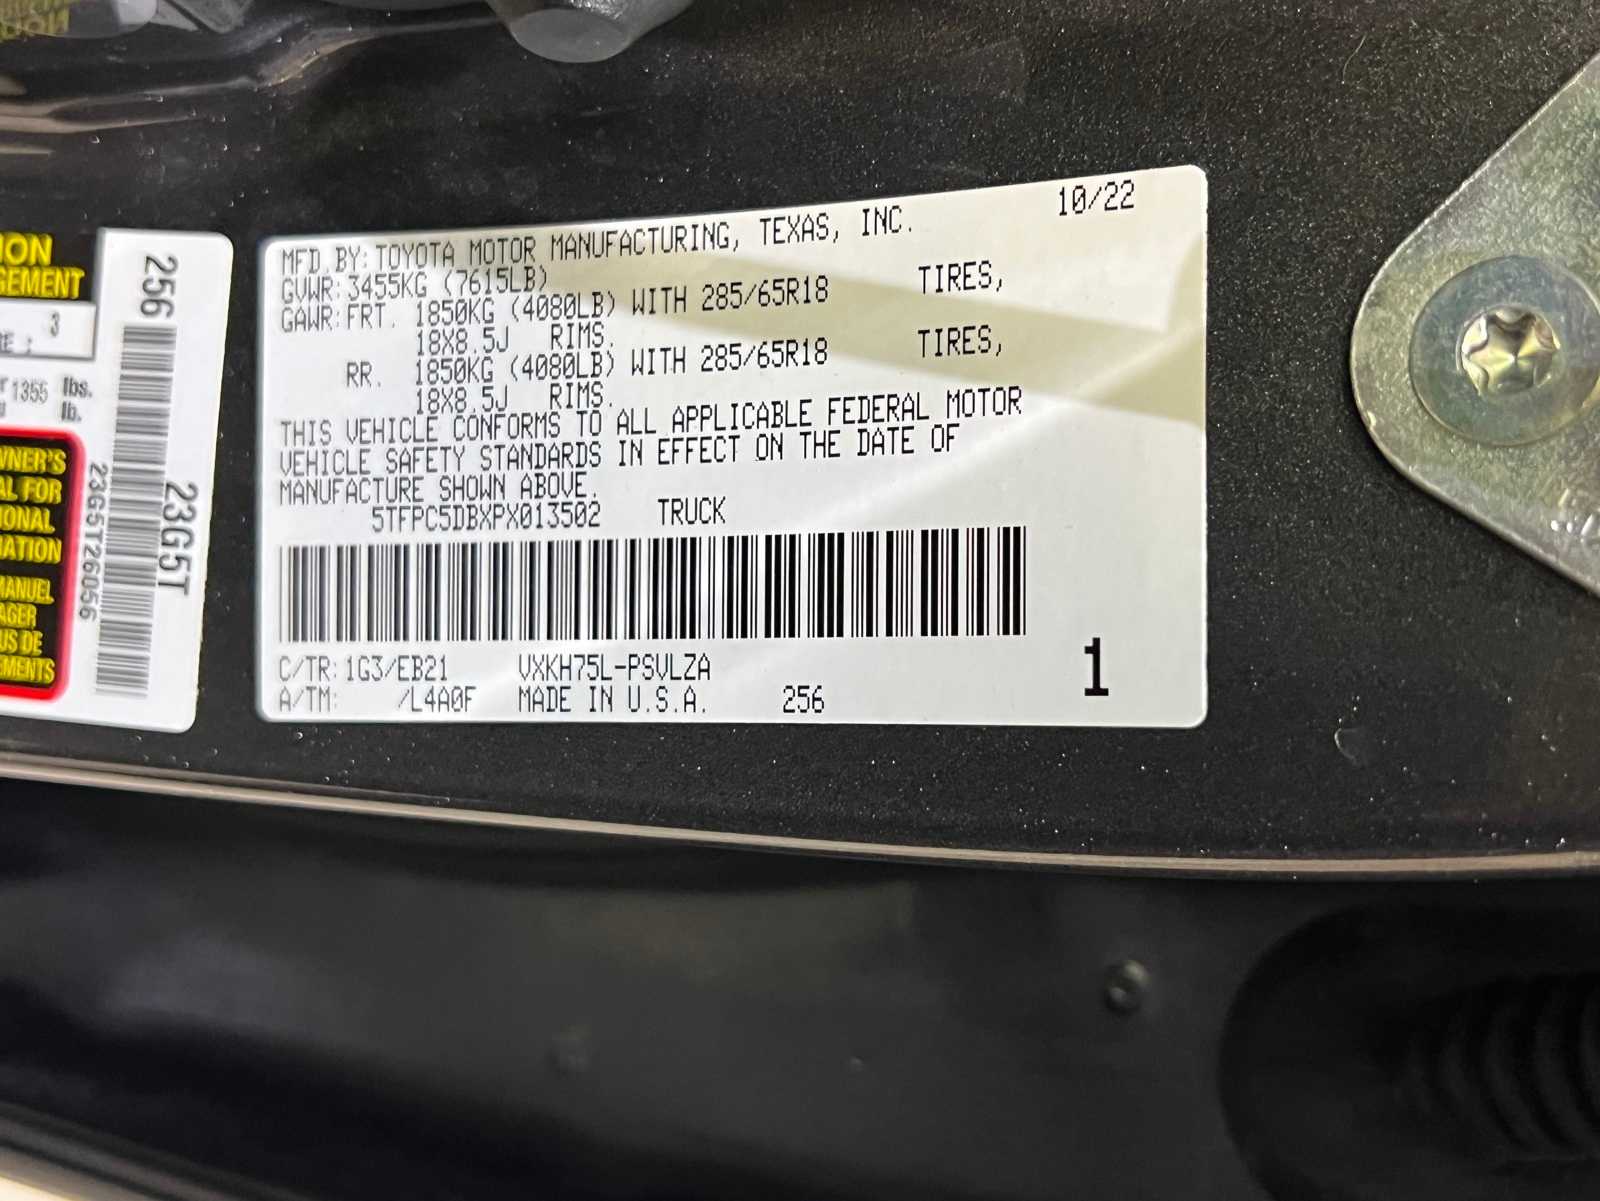 MFD.BY: TOYOTA MOTOR MANUFACTURING, TEXAS, INC. 10/22
GVWR: 3455KG (7615LB)
GAWR: FRT. 1850KG (4080LB) WITH 285/65R18 TIRES,
18X8.5J RIMS.
RR. 1850KG (4080LB) WITH 285/65R18 TIRES,
18X8.5J RIMS.
THIS VEHICLE CONFORMS TO ALL APPLICABLE FEDERAL MOTOR
VEHICLE SAFETY STANDARDS IN EFFECT ON THE DATE OF
MANUFACTURE SHOWN ABOVE.
5TFPC5DBXPX013502 TRUCK
C/TR: 1G3/EB21 VXKH75L-PSVLZA
A/TM: /L4A0F MADE IN U.S.A. 256
1
256
23G5T
23G5T26056
ION
GEMENT
3
1355 lbs.
lb.
WNER'S
AL FOR
IONAL
MATION
MANUEL
AGER
US DE
EMENTS